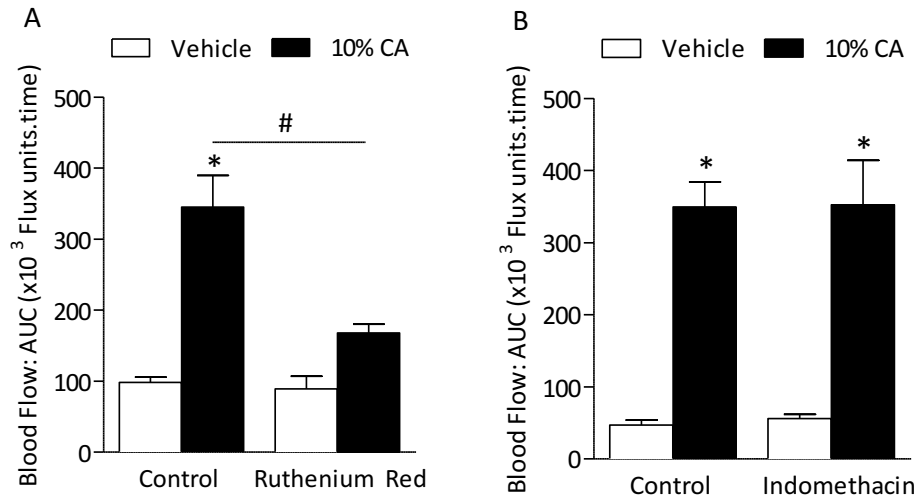 A
Vehicle 10% CA
Blood Flow: AUC (x10 3 Flux units.time)
500
400
300
200
100
0
#
*
Control Ruthenium Red
B
Vehicle 10% CA
Blood Flow: AUC (x10 3 Flux units.time)
500
400
300
200
100
0
* *
Control Indomethacin